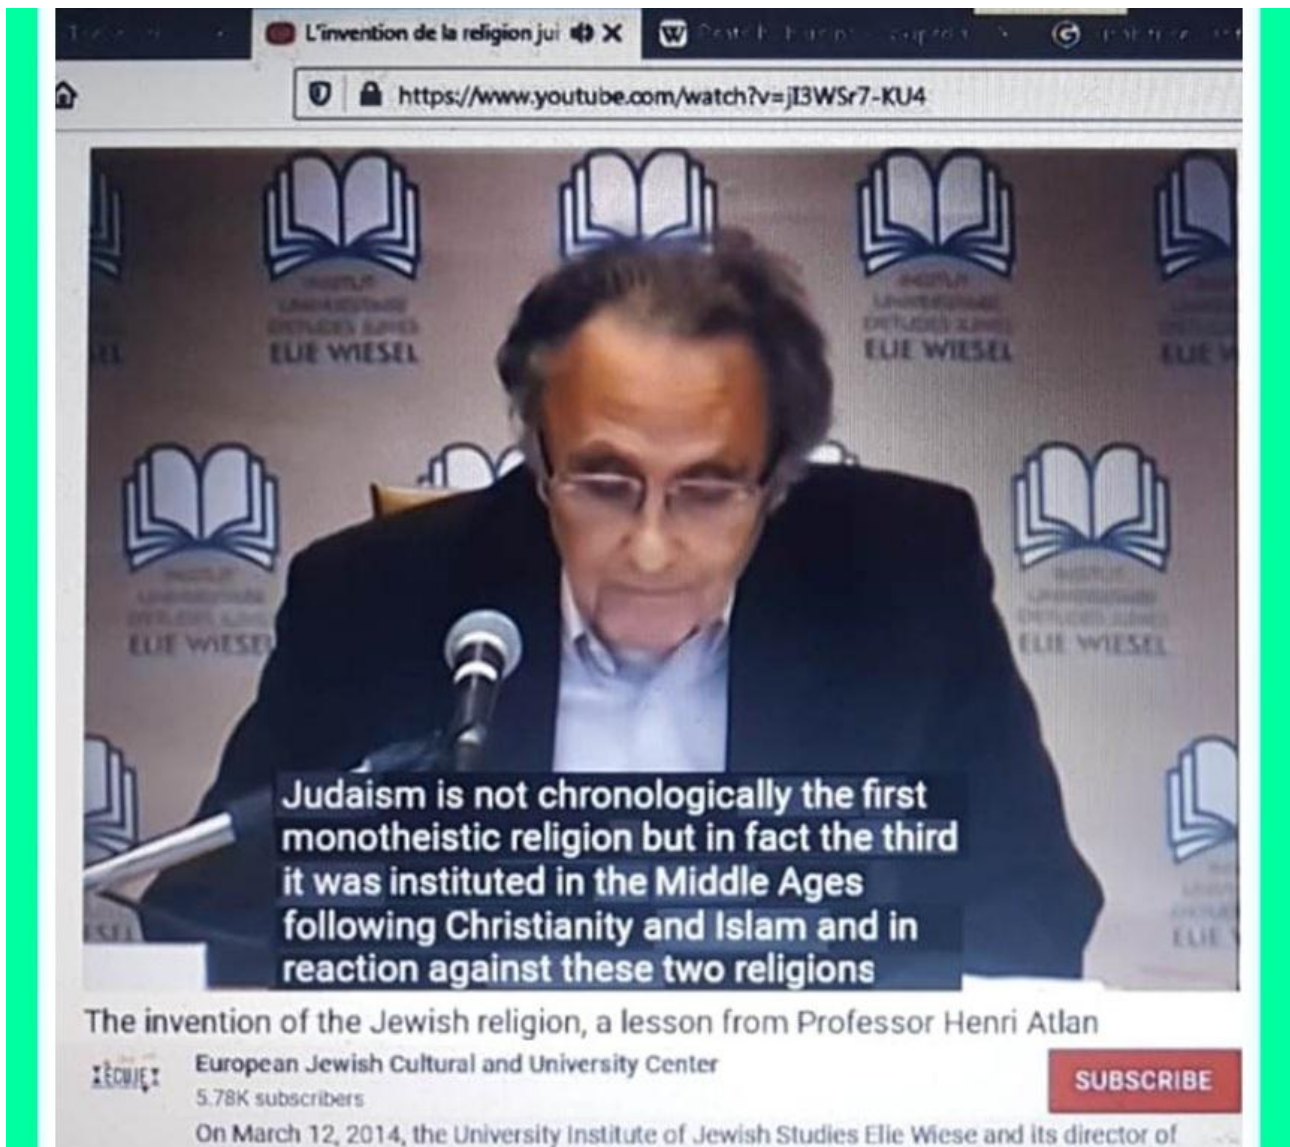 L'invention de la religion jui
https://www.youtube.com/watch?v=jI3WSr7-KU4
ELIE WIESEL
ELIE WIESEL
ELIE WIESEL
ELIE WIESEL
Judaism is not chronologically the first
monotheistic religion but in fact the third
it was instituted in the Middle Ages
following Christianity and Islam and in
reaction against these two religions
The invention of the Jewish religion, a lesson from Professor Henri Atlan
European Jewish Cultural and University Center
5.78K subscribers
SUBSCRIBE
On March 12, 2014, the University Institute of Jewish Studies Elie Wiese and its director of